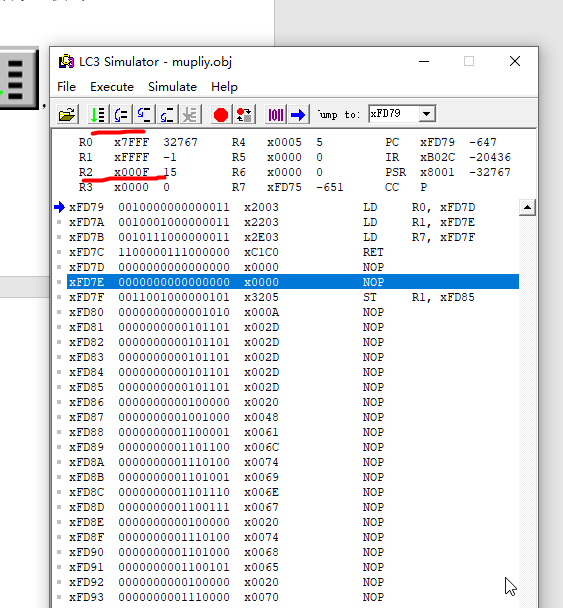 LC3 Simulator - mupliy.obj
File Execute Simulate Help
Jump to: xFD79
R0 x7FFF 32767 R4 x0005 5 PC xFD79 -647
R1 xFFFF -1 R5 x0000 0 IR xB02C -20436
R2 x000F 15 R6 x0000 0 PSR x8001 -32767
R3 x0000 0 R7 xFD75 -651 CC P
xFD79 0010000000000011 x2003 LD R0, xFD7D
xFD7A 0010001000000011 x2203 LD R1, xFD7E
xFD7B 0010111000000011 x2E03 LD R7, xFD7F
xFD7C 1100000111000000 xC1C0 RET
xFD7D 0000000000000000 x0000 NOP
xFD7E 0000000000000000 x0000 NOP
xFD7F 0011001000000101 x3205 ST R1, xFD85
xFD80 0000000000001010 x000A NOP
xFD81 0000000000101101 x002D NOP
xFD82 0000000000101101 x002D NOP
xFD83 0000000000101101 x002D NOP
xFD84 0000000000101101 x002D NOP
xFD85 0000000000101101 x002D NOP
xFD86 0000000000100000 x0020 NOP
xFD87 0000000001001000 x0048 NOP
xFD88 0000000001100001 x0061 NOP
xFD89 0000000001101100 x006C NOP
xFD8A 0000000001110100 x0074 NOP
xFD8B 0000000001101001 x0069 NOP
xFD8C 0000000001101110 x006E NOP
xFD8D 0000000001100111 x0067 NOP
xFD8E 0000000000100000 x0020 NOP
xFD8F 0000000001110100 x0074 NOP
xFD90 0000000001101000 x0068 NOP
xFD91 0000000001100101 x0065 NOP
xFD92 0000000000100000 x0020 NOP
xFD93 0000000001110000 x0070 NOP